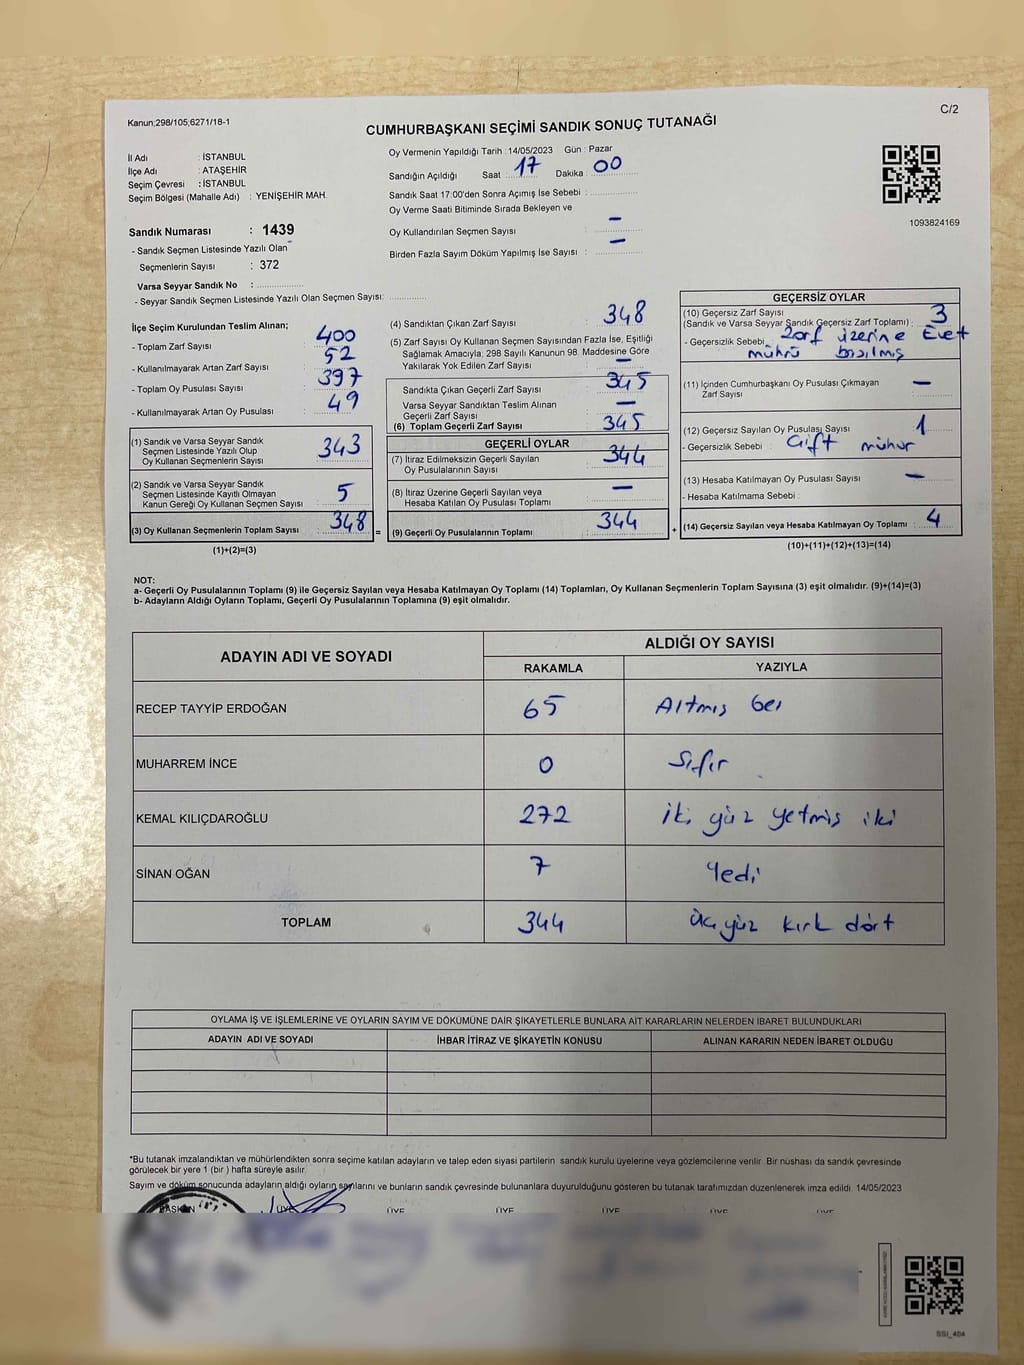 Kanun;298/105;6271/18-1
C/2
CUMHURBAŞKANI SEÇİMİ SANDIK SONUÇ TUTANAĞI
İl Adı : İSTANBUL
İlçe Adı : ATAŞEHİR
Seçim Çevresi : İSTANBUL
Seçim Bölgesi (Mahalle Adı) : YENİŞEHİR MAH.
Sandık Numarası : 1439
- Sandık Seçmen Listesinde Yazılı Olan
Seçmenlerin Sayısı : 372
Varsa Seyyar Sandık No :
- Seyyar Sandık Seçmen Listesinde Yazılı Olan Seçmen Sayısı:
Oy Vermenin Yapıldığı Tarih : 14/05/2023 Gün : Pazar
Sandığın Açıldığı Saat : 17 Dakika : 00
Sandık Saat 17:00'den Sonra Açımış İse Sebebi :
Oy Verme Saati Bitiminde Sırada Bekleyen ve
Oy Kullandırılan Seçmen Sayısı : –
Birden Fazla Sayım Döküm Yapılmış İse Sayısı : –
1093824169
İlçe Seçim Kurulundan Teslim Alınan;
- Toplam Zarf Sayısı : 400
- Kullanılmayarak Artan Zarf Sayısı : 52
- Toplam Oy Pusulası Sayısı : 397
- Kullanılmayarak Artan Oy Pusulası : 49
(1) Sandık ve Varsa Seyyar Sandık
Seçmen Listesinde Yazılı Olup
Oy Kullanan Seçmenlerin Sayısı : 343
(2) Sandık ve Varsa Seyyar Sandık
Seçmen Listesinde Kayıtlı Olmayan
Kanun Gereği Oy Kullanan Seçmen Sayısı : 5
(3) Oy Kullanan Seçmenlerin Toplam Sayısı : 348
(1)+(2)=(3)
(4) Sandıktan Çıkan Zarf Sayısı : 348
(5) Zarf Sayısı Oy Kullanan Seçmen Sayısından Fazla İse, Eşitliği
Sağlamak Amacıyla, 298 Sayılı Kanunun 98. Maddesine Göre
Yakılarak Yok Edilen Zarf Sayısı : –
Sandıkta Çıkan Geçerli Zarf Sayısı : 345
Varsa Seyyar Sandıktan Teslim Alınan
Geçerli Zarf Sayısı : –
(6) Toplam Geçerli Zarf Sayısı : 345
GEÇERLİ OYLAR
(7) İtiraz Edilmeksizin Geçerli Sayılan
Oy Pusulalarının Sayısı : 344
(8) İtiraz Üzerine Geçerli Sayılan veya
Hesaba Katılan Oy Pusulası Toplamı : –
= (9) Geçerli Oy Pusulalarının Toplamı : 344 +
GEÇERSİZ OYLAR
(10) Geçersiz Zarf Sayısı
(Sandık ve Varsa Seyyar Sandık Geçersiz Zarf Toplamı) : 3
- Geçersizlik Sebebi : Zarf üzerine Evet
mührü basılmış
(11) İçinden Cumhurbaşkanı Oy Pusulası Çıkmayan
Zarf Sayısı : –
(12) Geçersiz Sayılan Oy Pusulası Sayısı : 1
- Geçersizlik Sebebi : Çift mühür
(13) Hesaba Katılmayan Oy Pusulası Sayısı : –
- Hesaba Katılmama Sebebi :
(14) Geçersiz Sayılan veya Hesaba Katılmayan Oy Toplamı : 4
(10)+(11)+(12)+(13)=(14)
NOT:
a- Geçerli Oy Pusulalarının Toplamı (9) ile Geçersiz Sayılan veya Hesaba Katılmayan Oy Toplamı (14) Toplamları, Oy Kullanan Seçmenlerin Toplam Sayısına (3) eşit olmalıdır. (9)+(14)=(3)
b- Adayların Aldığı Oyların Toplamı, Geçerli Oy Pusulalarının Toplamına (9) eşit olmalıdır.
ADAYIN ADI VE SOYADI ALDIĞI OY SAYISI
RAKAMLA YAZIYLA
RECEP TAYYİP ERDOĞAN 65 Altmış beş
MUHARREM İNCE 0 Sıfır
KEMAL KILIÇDAROĞLU 272 iki yüz yetmiş iki
SİNAN OĞAN 7 Yedi
TOPLAM 344 üç yüz kırk dört
OYLAMA İŞ VE İŞLEMLERİNE VE OYLARIN SAYIM VE DÖKÜMÜNE DAİR ŞİKAYETLERLE BUNLARA AİT KARARLARIN NELERDEN İBARET BULUNDUKLARI
ADAYIN ADI VE SOYADI İHBAR İTİRAZ VE ŞİKAYETİN KONUSU ALINAN KARARIN NEDEN İBARET OLDUĞU
*Bu tutanak imzalandıktan ve mühürlendikten sonra seçime katılan adayların ve talep eden siyasi partilerin sandık kurulu üyelerine veya gözlemcilerine verilir. Bir nüshası da sandık çevresinde
görülecek bir yere 1 (bir ) hafta süreyle asılır.
Sayım ve döküm sonucunda adayların aldığı oyların sayılarını ve bunların sandık çevresinde bulunanlara duyurulduğunu gösteren bu tutanak tarafımızdan düzenlenerek imza edildi. 14/05/2023
BAŞKAN ÜYE ÜYE ÜYE ÜYE ÜYE ÜYE
SSI_40A